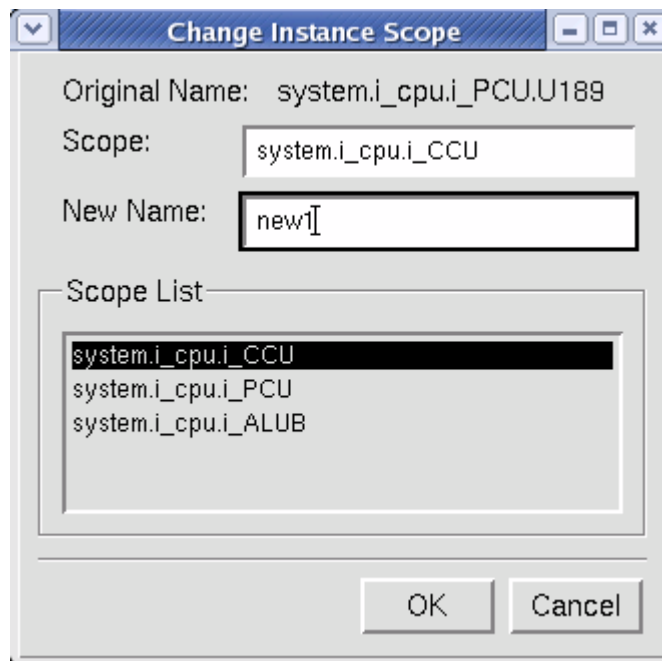 Change Instance Scope
Original Name: system.i_cpu.i_PCU.U189
Scope: system.i_cpu.i_CCU
New Name: new1
Scope List
system.i_cpu.i_CCU
system.i_cpu.i_PCU
system.i_cpu.i_ALUB
OK Cancel